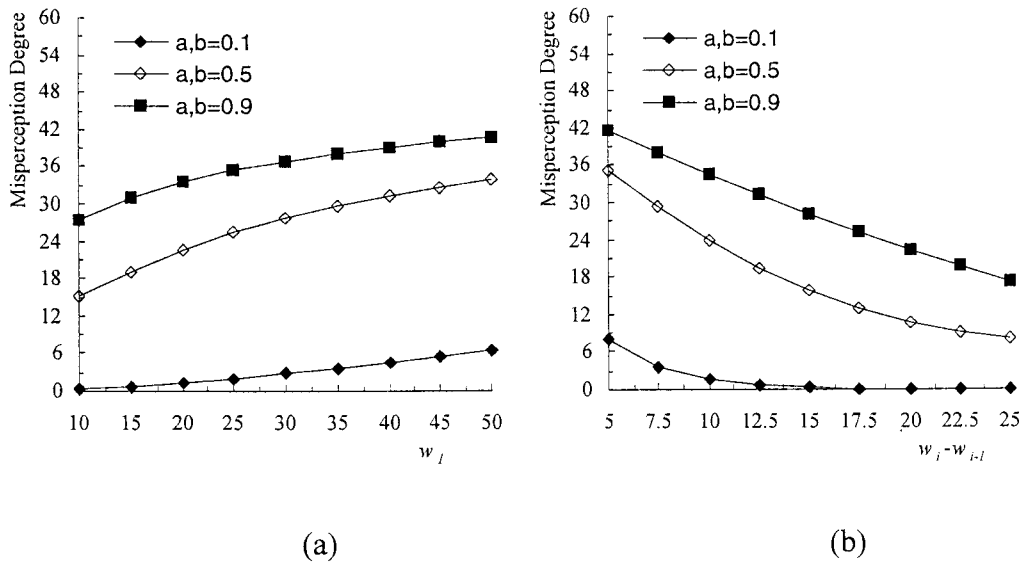 Misperception Degree
60
54
48
42
36
30
24
18
12
6
0
a,b=0.1
a,b=0.5
a,b=0.9
10 15 20 25 30 35 40 45 50
w_1
(a)
Misperception Degree
60
54
48
42
36
30
24
18
12
6
0
a,b=0.1
a,b=0.5
a,b=0.9
5 7.5 10 12.5 15 17.5 20 22.5 25
w_i-w_{i-1}
(b)